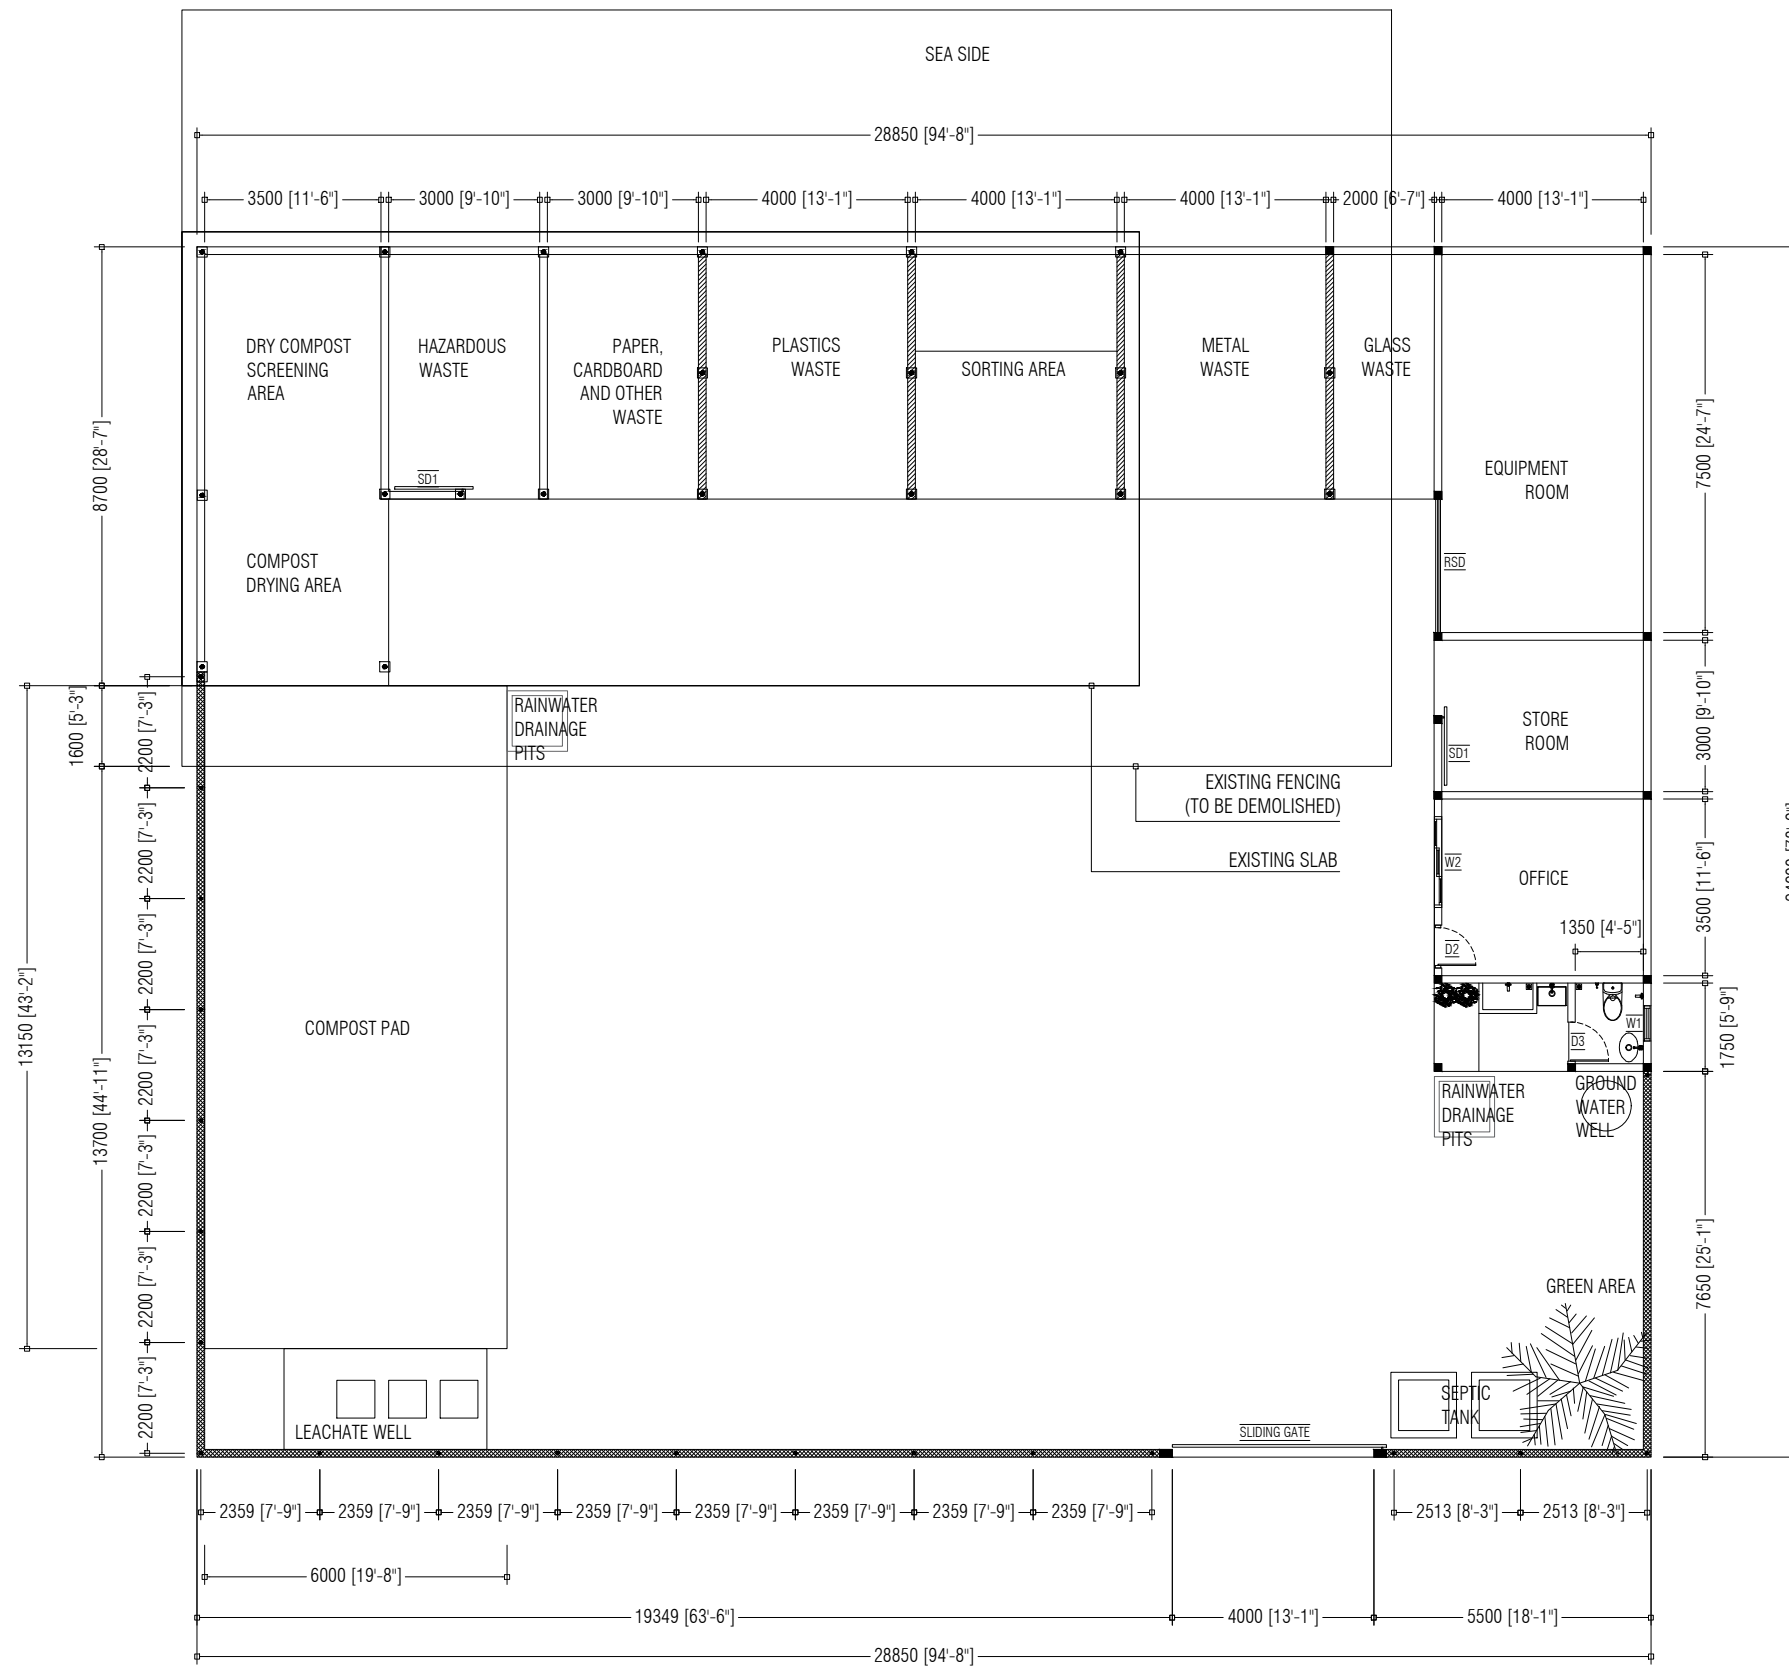 SEA SIDE
28850 [94'-8"]
3500 [11'-6"]
3000 [9'-10"]
3000 [9'-10"]
4000 [13'-1"]
4000 [13'-1"]
4000 [13'-1"]
2000 [6'-7"]
4000 [13'-1"]
DRY COMPOST
SCREENING
AREA
HAZARDOUS
WASTE
PAPER,
CARDBOARD
AND OTHER
WASTE
PLASTICS
WASTE
SORTING AREA
METAL
WASTE
GLASS
WASTE
EQUIPMENT
ROOM
SD1
RSD
COMPOST
DRYING AREA
8700 [28'-7"]
7500 [24'-7"]
1600 [5'-3"]
2200 [7'-3"]
RAINWATER
DRAINAGE
PITS
STORE
ROOM
SD1
3000 [9'-10"]
EXISTING FENCING
(TO BE DEMOLISHED)
EXISTING SLAB
2200 [7'-3"]
W2
OFFICE
3500 [11'-6"]
1350 [4'-5"]
D2
2200 [7'-3"]
13150 [43'-2"]
13700 [44'-11"]
COMPOST PAD
2200 [7'-3"]
W1
D3
1750 [5'-9"]
RAINWATER
DRAINAGE
PITS
GROUND
WATER
WELL
2200 [7'-3"]
2200 [7'-3"]
7650 [25'-1"]
GREEN AREA
2200 [7'-3"]
SEPTIC
TANK
LEACHATE WELL
SLIDING GATE
2359 [7'-9"]
2359 [7'-9"]
2359 [7'-9"]
2359 [7'-9"]
2359 [7'-9"]
2359 [7'-9"]
2359 [7'-9"]
2359 [7'-9"]
2513 [8'-3"]
2513 [8'-3"]
6000 [19'-8"]
19349 [63'-6"]
4000 [13'-1"]
5500 [18'-1"]
28850 [94'-8"]